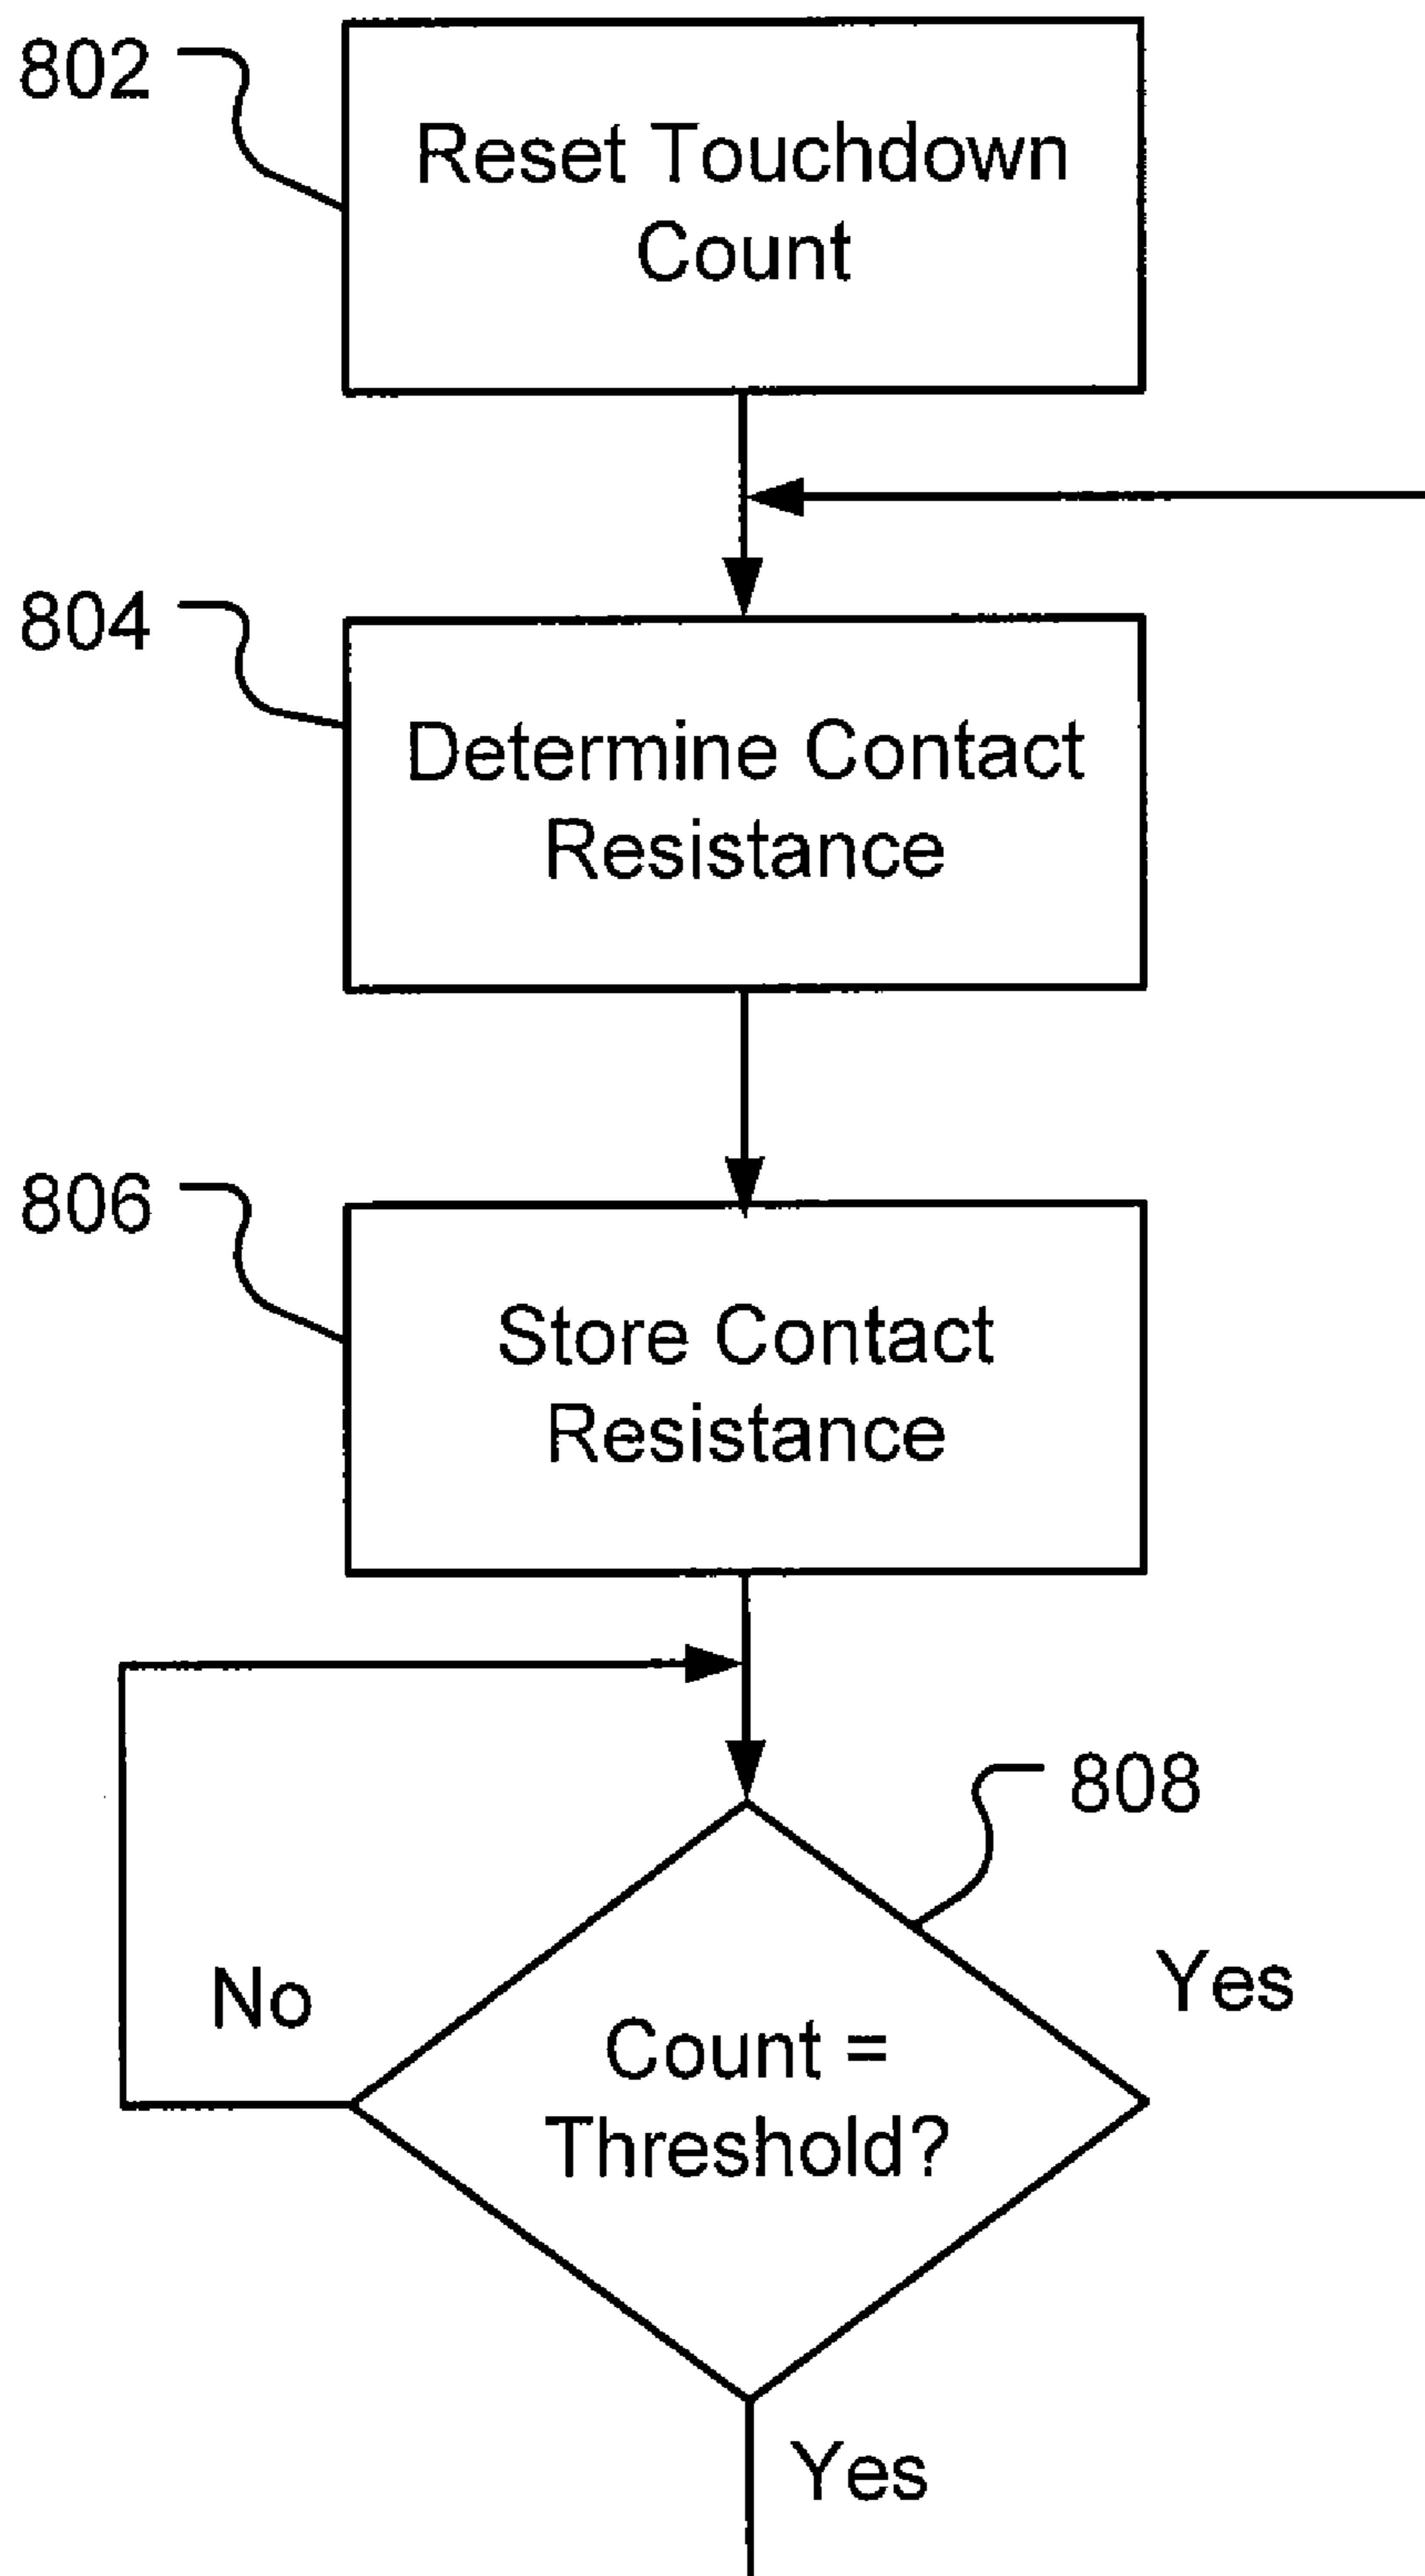 802
Reset Touchdown
Count
804
Determine Contact
Resistance
806
Store Contact
Resistance
808
No
Yes
Count =
Threshold?
Yes